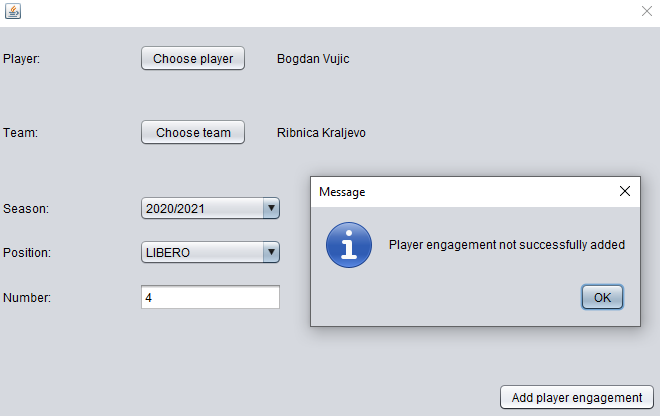 Player:
Choose player
Bogdan Vujic
Team:
Choose team
Ribnica Kraljevo
Season:
2020/2021
Position:
LIBERO
Number:
4
Message
Player engagement not successfully added
OK
Add player engagement